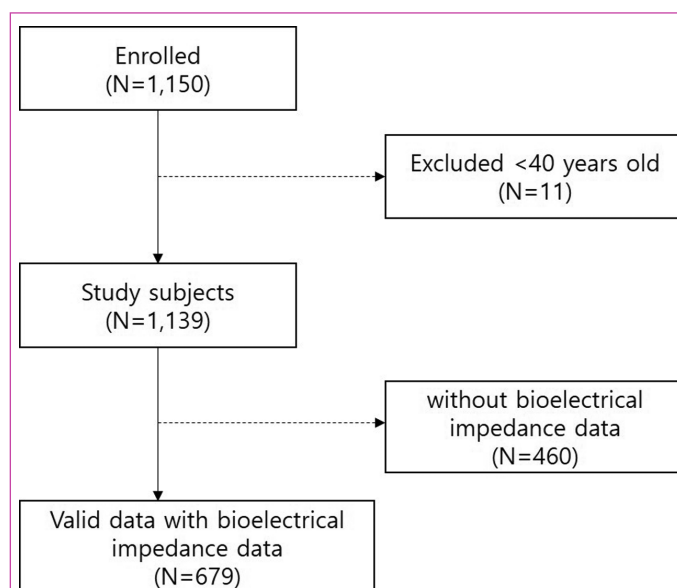 Enrolled
(N=1,150)
Excluded <40 years old
(N=11)
Study subjects
(N=1,139)
without bioelectrical
impedance data
(N=460)
Valid data with bioelectrical
impedance data
(N=679)